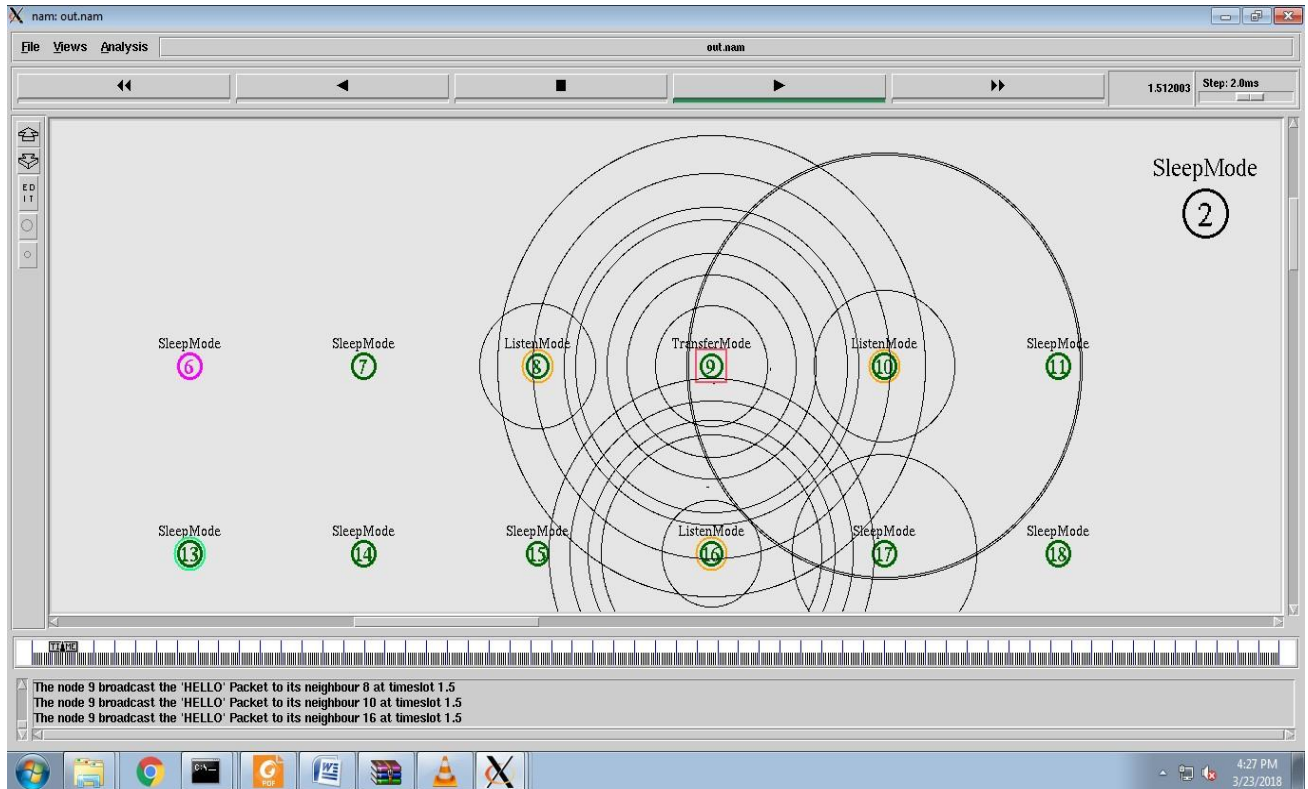 nam: out.nam
File Views Analysis out.nam
1.512003 Step: 2.0ms
ED
IT
SleepMode
2
SleepMode SleepMode ListenMode TransferMode ListenMode SleepMode
6 7 8 9 10 11
SleepMode SleepMode SleepMode ListenMode SleepMode SleepMode
13 14 15 16 17 18
TIME
The node 9 broadcast the 'HELLO' Packet to its neighbour 8 at timeslot 1.5
The node 9 broadcast the 'HELLO' Packet to its neighbour 10 at timeslot 1.5
The node 9 broadcast the 'HELLO' Packet to its neighbour 16 at timeslot 1.5
PDF
4:27 PM
3/23/2018